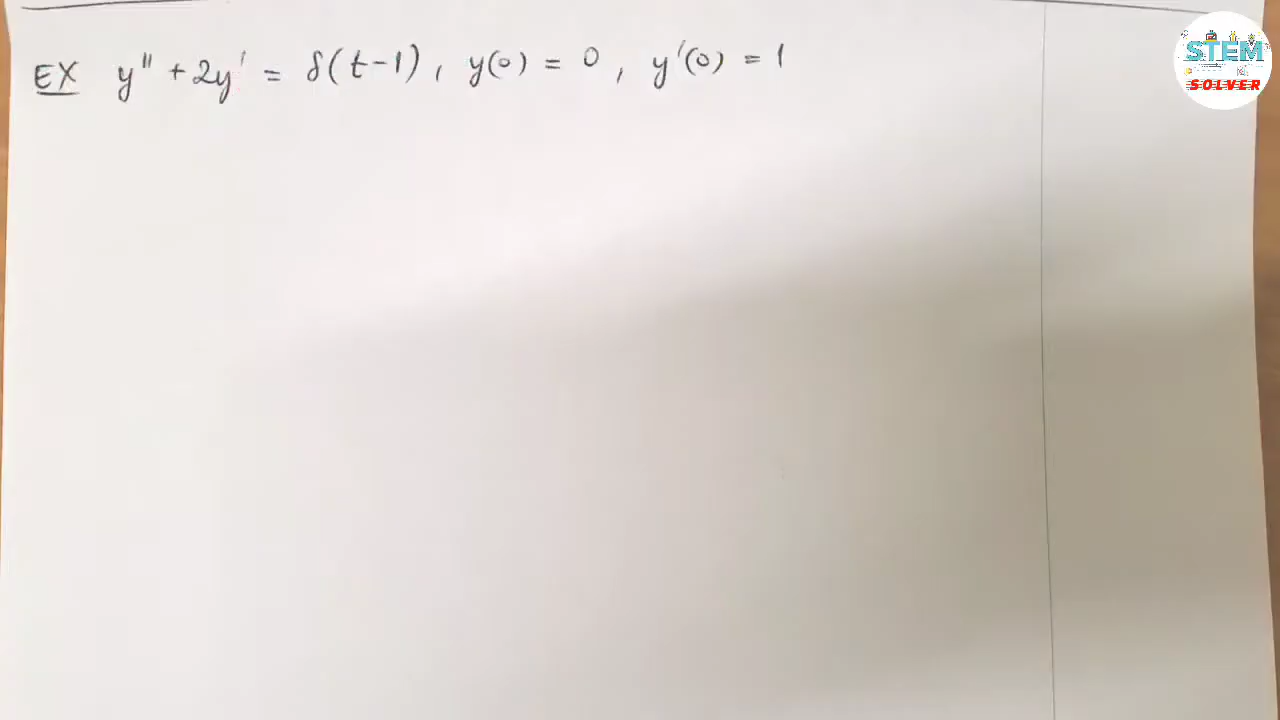 EX y'' + 2y' = δ(t-1), y(0) = 0, y'(0) = 1
STEM
SOLVER